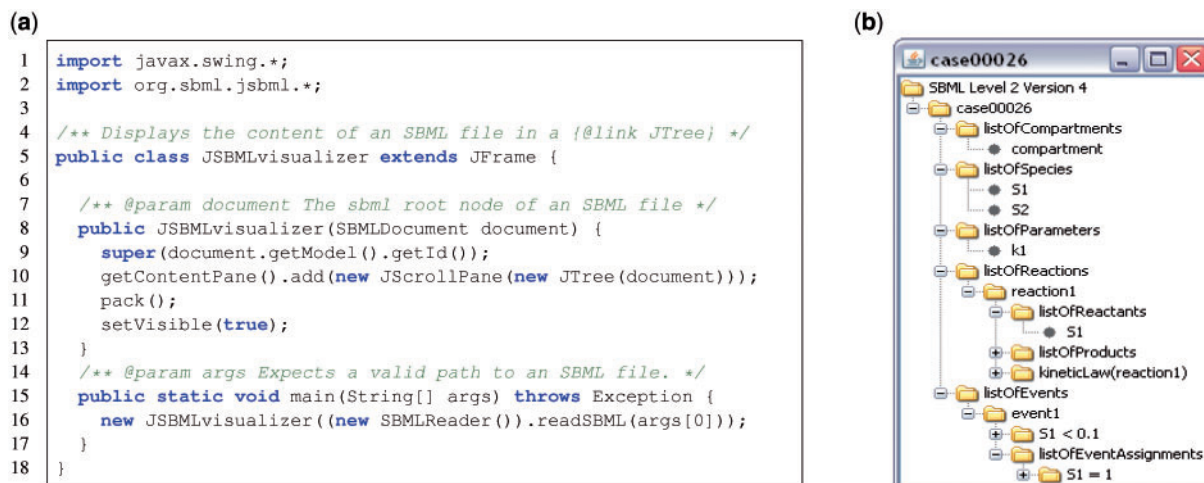 (a)
1 import javax.swing.*;
2 import org.sbml.jsbml.*;
3
4 /** Displays the content of an SBML file in a {@link JTree} */
5 public class JSBMLvisualizer extends JFrame {
6
7 /** @param document The sbml root node of an SBML file */
8 public JSBMLvisualizer(SBMLDocument document) {
9 super(document.getModel().getId());
10 getContentPane().add(new JScrollPane(new JTree(document)));
11 pack();
12 setVisible(true);
13 }
14 /** @param args Expects a valid path to an SBML file. */
15 public static void main(String[] args) throws Exception {
16 new JSBMLvisualizer((new SBMLReader()).readSBML(args[0]));
17 }
18 }
(b)
case00026
SBML Level 2 Version 4
case00026
listOfCompartments
compartment
listOfSpecies
S1
S2
listOfParameters
k1
listOfReactions
reaction1
listOfReactants
S1
listOfProducts
kineticLaw(reaction1)
listOfEvents
event1
S1 < 0.1
listOfEventAssignments
S1 = 1